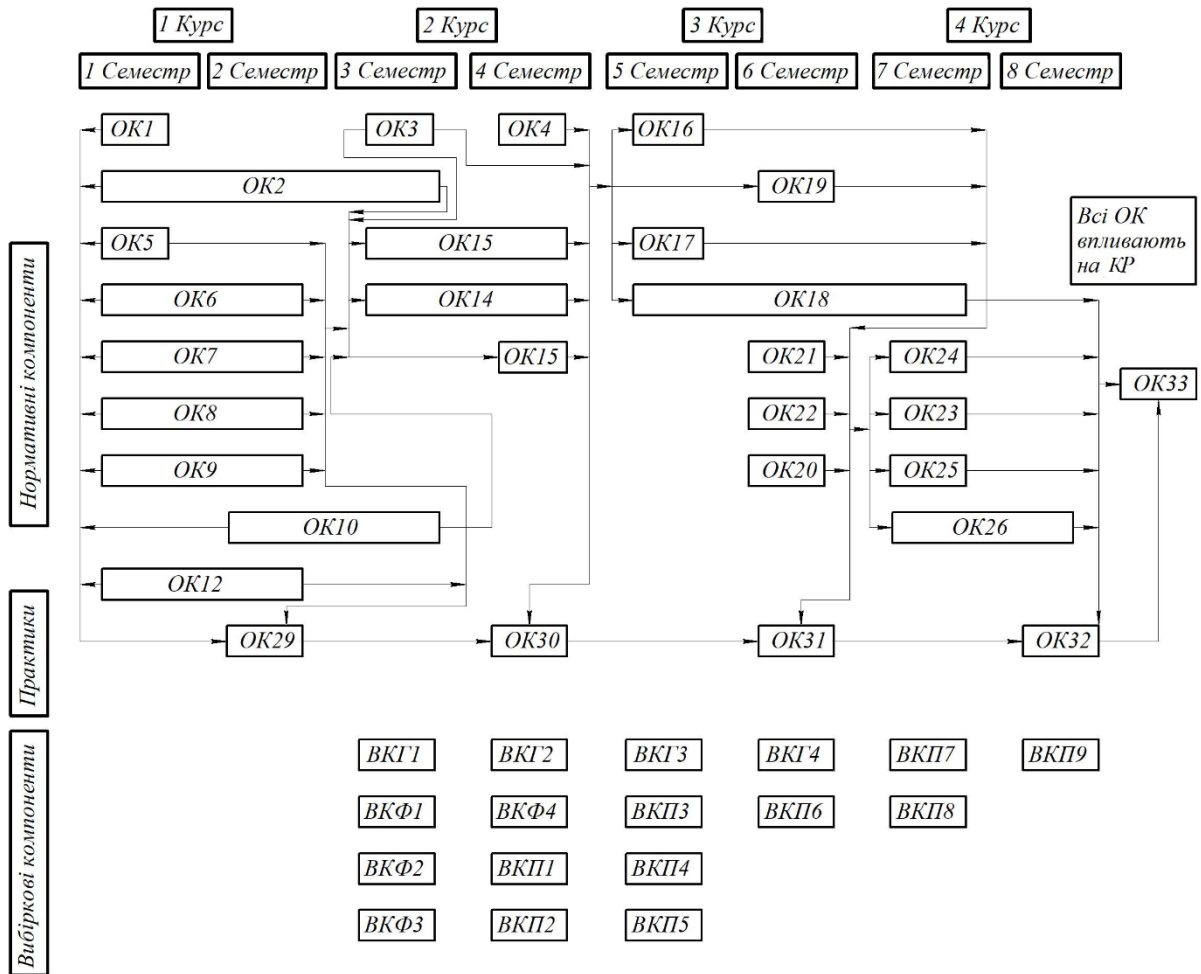 1 Курс
2 Курс
3 Курс
4 Курс
1 Семестр
2 Семестр
3 Семестр
4 Семестр
5 Семестр
6 Семестр
7 Семестр
8 Семестр
Нормативні компоненти
ОК1
ОК3
ОК4
ОК16
ОК2
ОК19
Всі ОК
впливають
на КР
ОК5
ОК15
ОК17
ОК6
ОК14
ОК18
ОК7
ОК15
ОК21
ОК24
ОК33
ОК8
ОК22
ОК23
ОК9
ОК20
ОК25
ОК10
ОК26
ОК12
Практики
ОК29
ОК30
ОК31
ОК32
Вибіркові компоненти
ВКГ1
ВКГ2
ВКГ3
ВКГ4
ВКП7
ВКП9
ВКФ1
ВКФ4
ВКП3
ВКП6
ВКП8
ВКФ2
ВКП1
ВКП4
ВКФ3
ВКП2
ВКП5